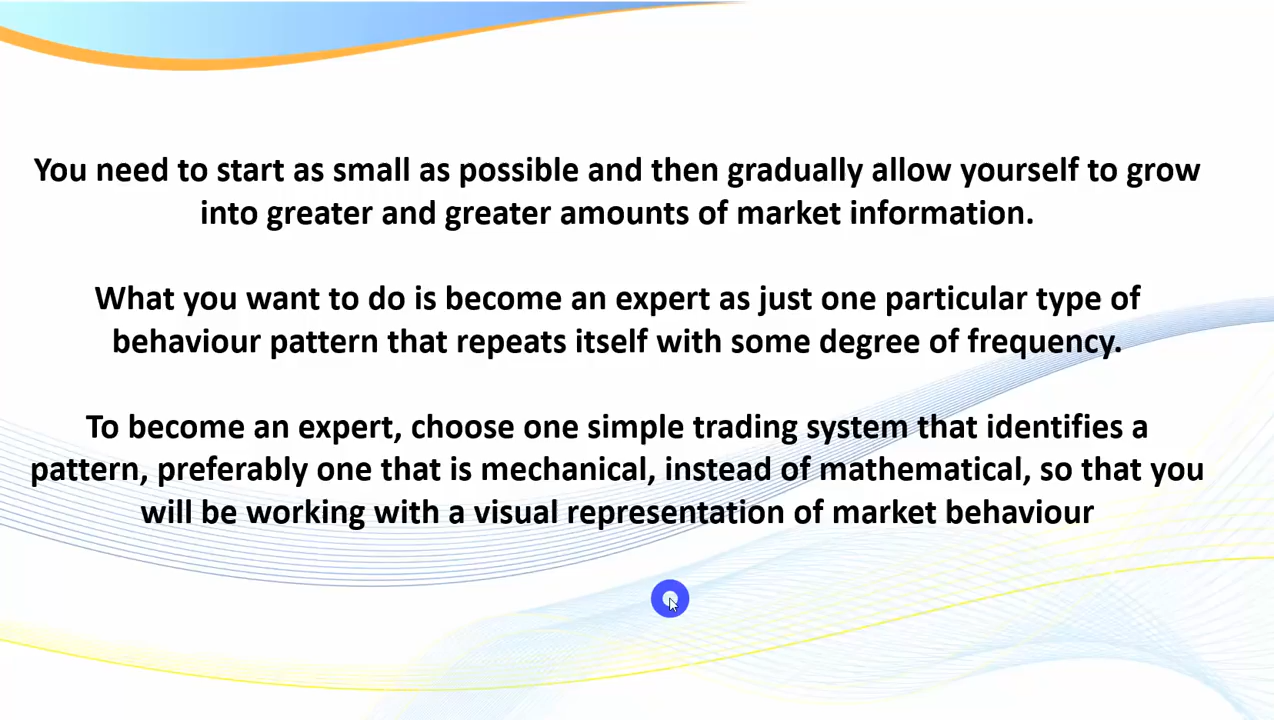 You need to start as small as possible and then gradually allow yourself to grow
into greater and greater amounts of market information.
What you want to do is become an expert as just one particular type of
behaviour pattern that repeats itself with some degree of frequency.
To become an expert, choose one simple trading system that identifies a
pattern, preferably one that is mechanical, instead of mathematical, so that you
will be working with a visual representation of market behaviour